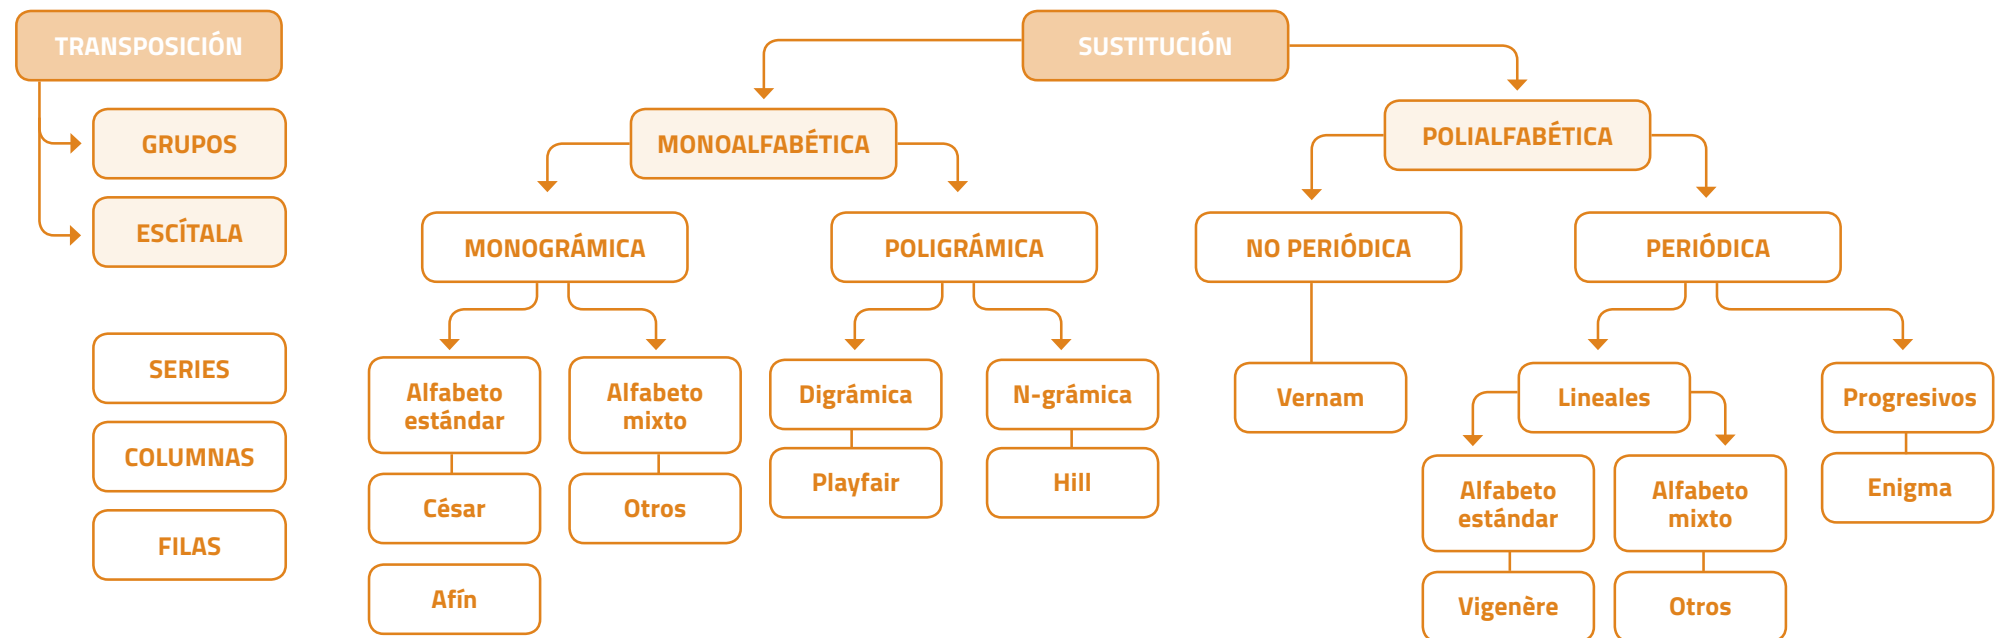 TRANSPOSICIÓN
GRUPOS
ESCÍTALA
SERIES
COLUMNAS
FILAS
SUSTITUCIÓN
MONOALFABÉTICA
POLIALFABÉTICA
MONOGRÁMICA
POLIGRÁMICA
NO PERIÓDICA
PERIÓDICA
Alfabeto
estándar
César
Afín
Alfabeto
mixto
Otros
Digrámica
Playfair
N-grámica
Hill
Vernam
Lineales
Alfabeto
estándar
Vigenère
Alfabeto
mixto
Otros
Progresivos
Enigma